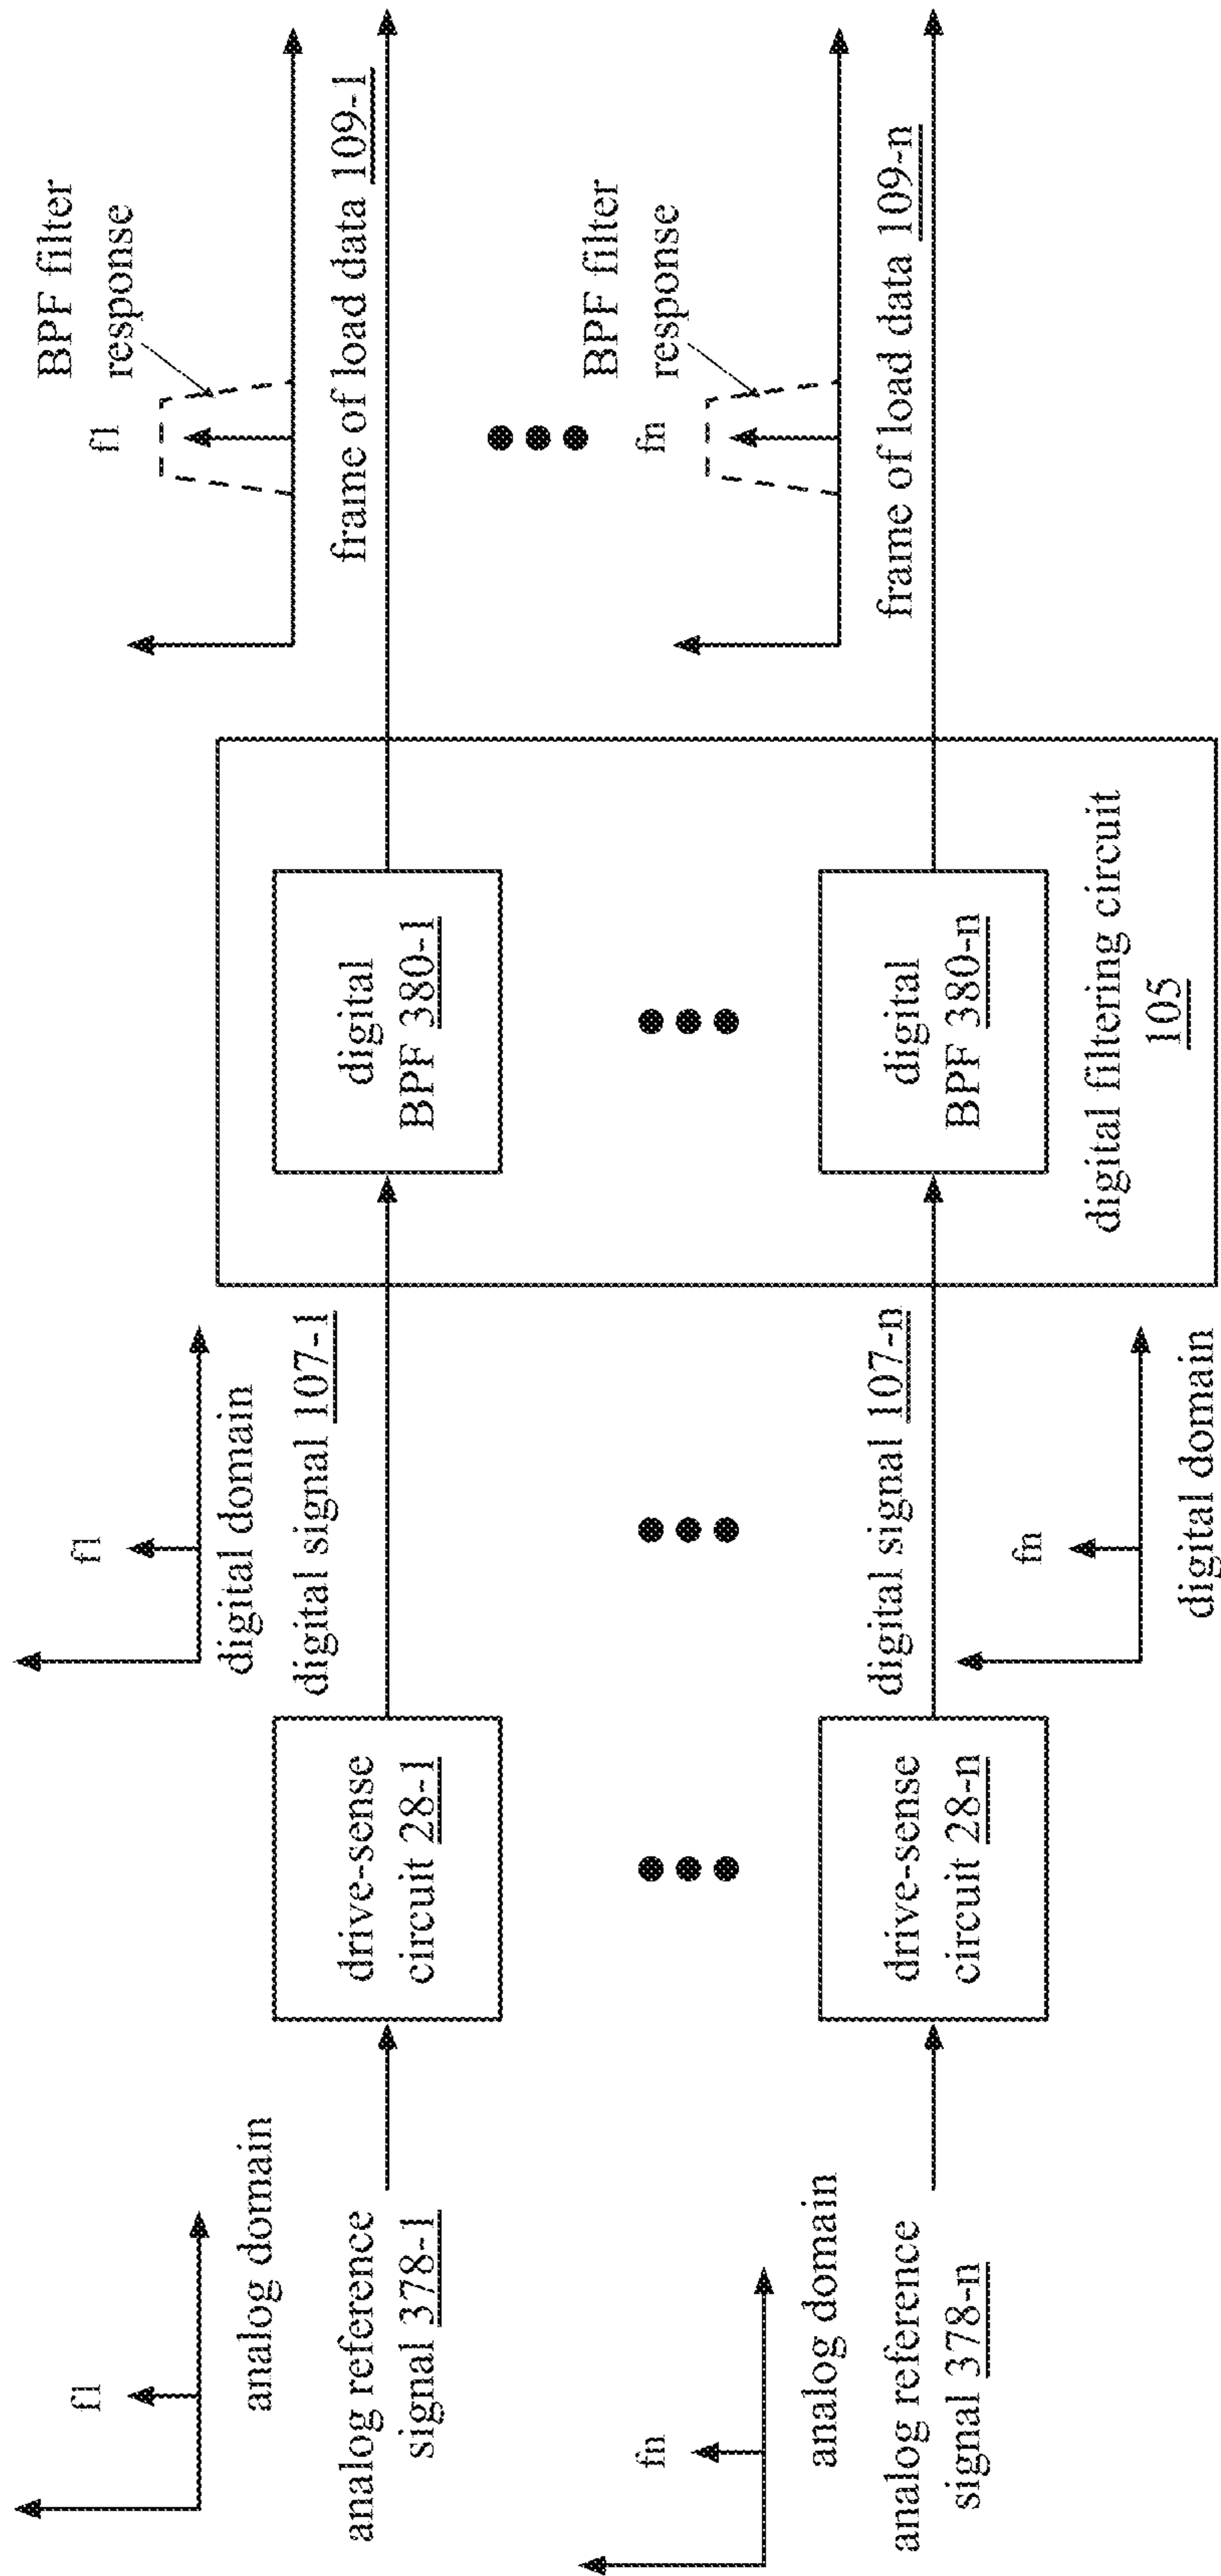 f1
analog domain
analog reference
signal 378-1
drive-sense
circuit 28-1
f1
digital domain
digital signal 107-1
digital
BPF 380-1
f1
BPF filter
response
frame of load data 109-1
fn
analog domain
analog reference
signal 378-n
drive-sense
circuit 28-n
digital signal 107-n
fn
digital domain
digital
BPF 380-n
digital filtering circuit
105
fn
BPF filter
response
frame of load data 109-n